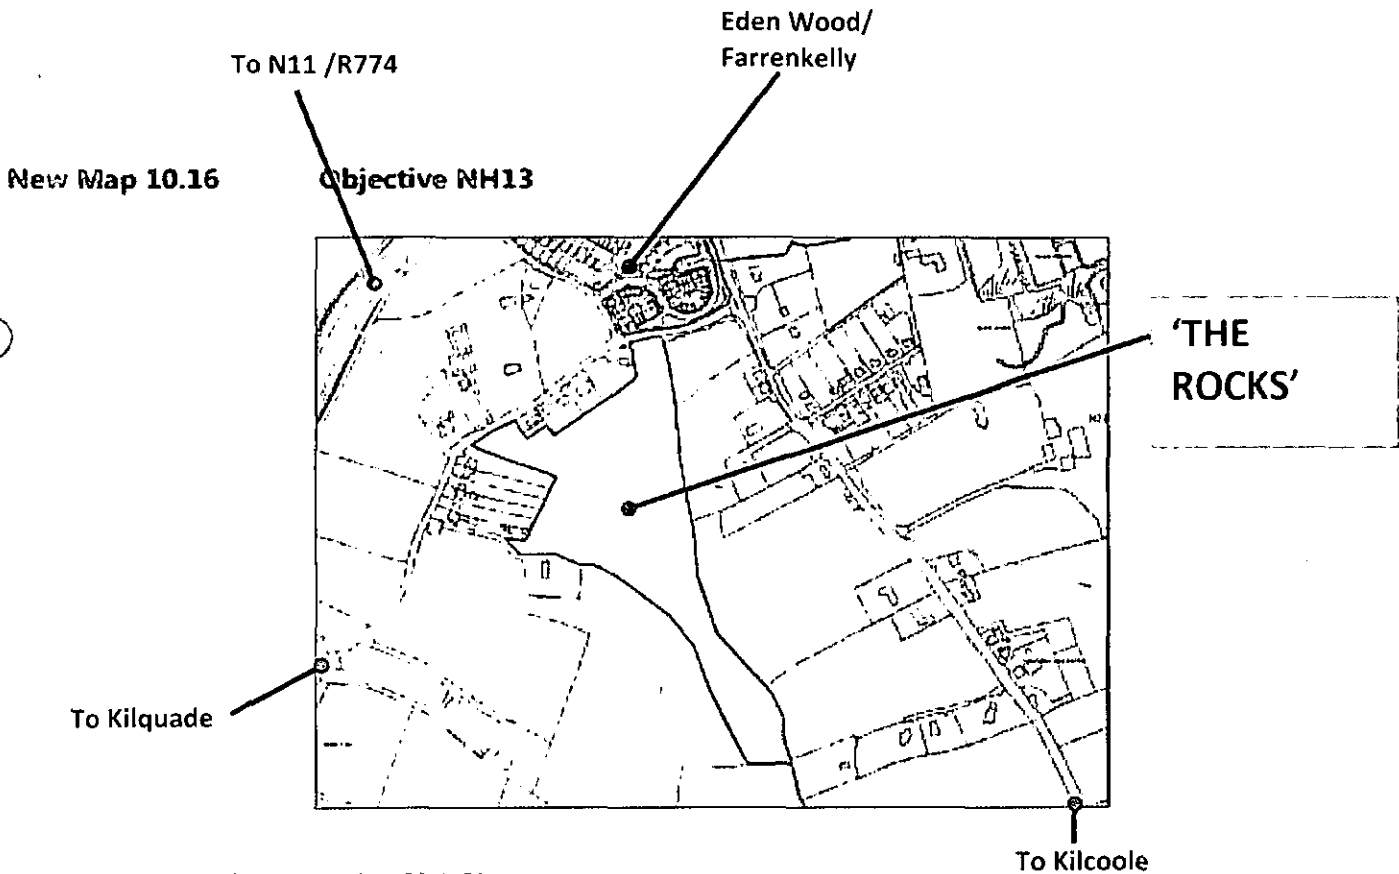 Eden Wood/
Farrenkelly
To N11 /R774
New Map 10.16 Objective NH13
'THE
ROCKS'
To Kilquade
To Kilcoole